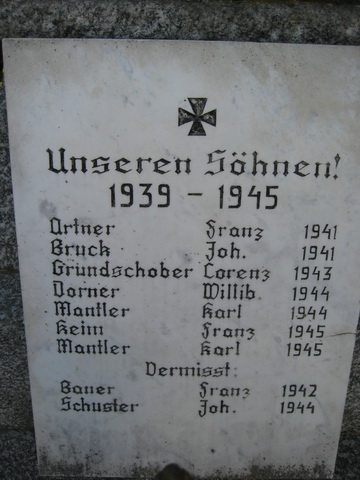 Unseren Söhnen!
1939 - 1945
Artner Franz 1941
Bruck Joh. 1941
Grundschober Lorenz 1943
Dorner Willib. 1944
Mantler Karl 1944
Keim Franz 1945
Mantler Karl 1945
Vermisst:
Bauer Franz 1942
Schuster Joh. 1944